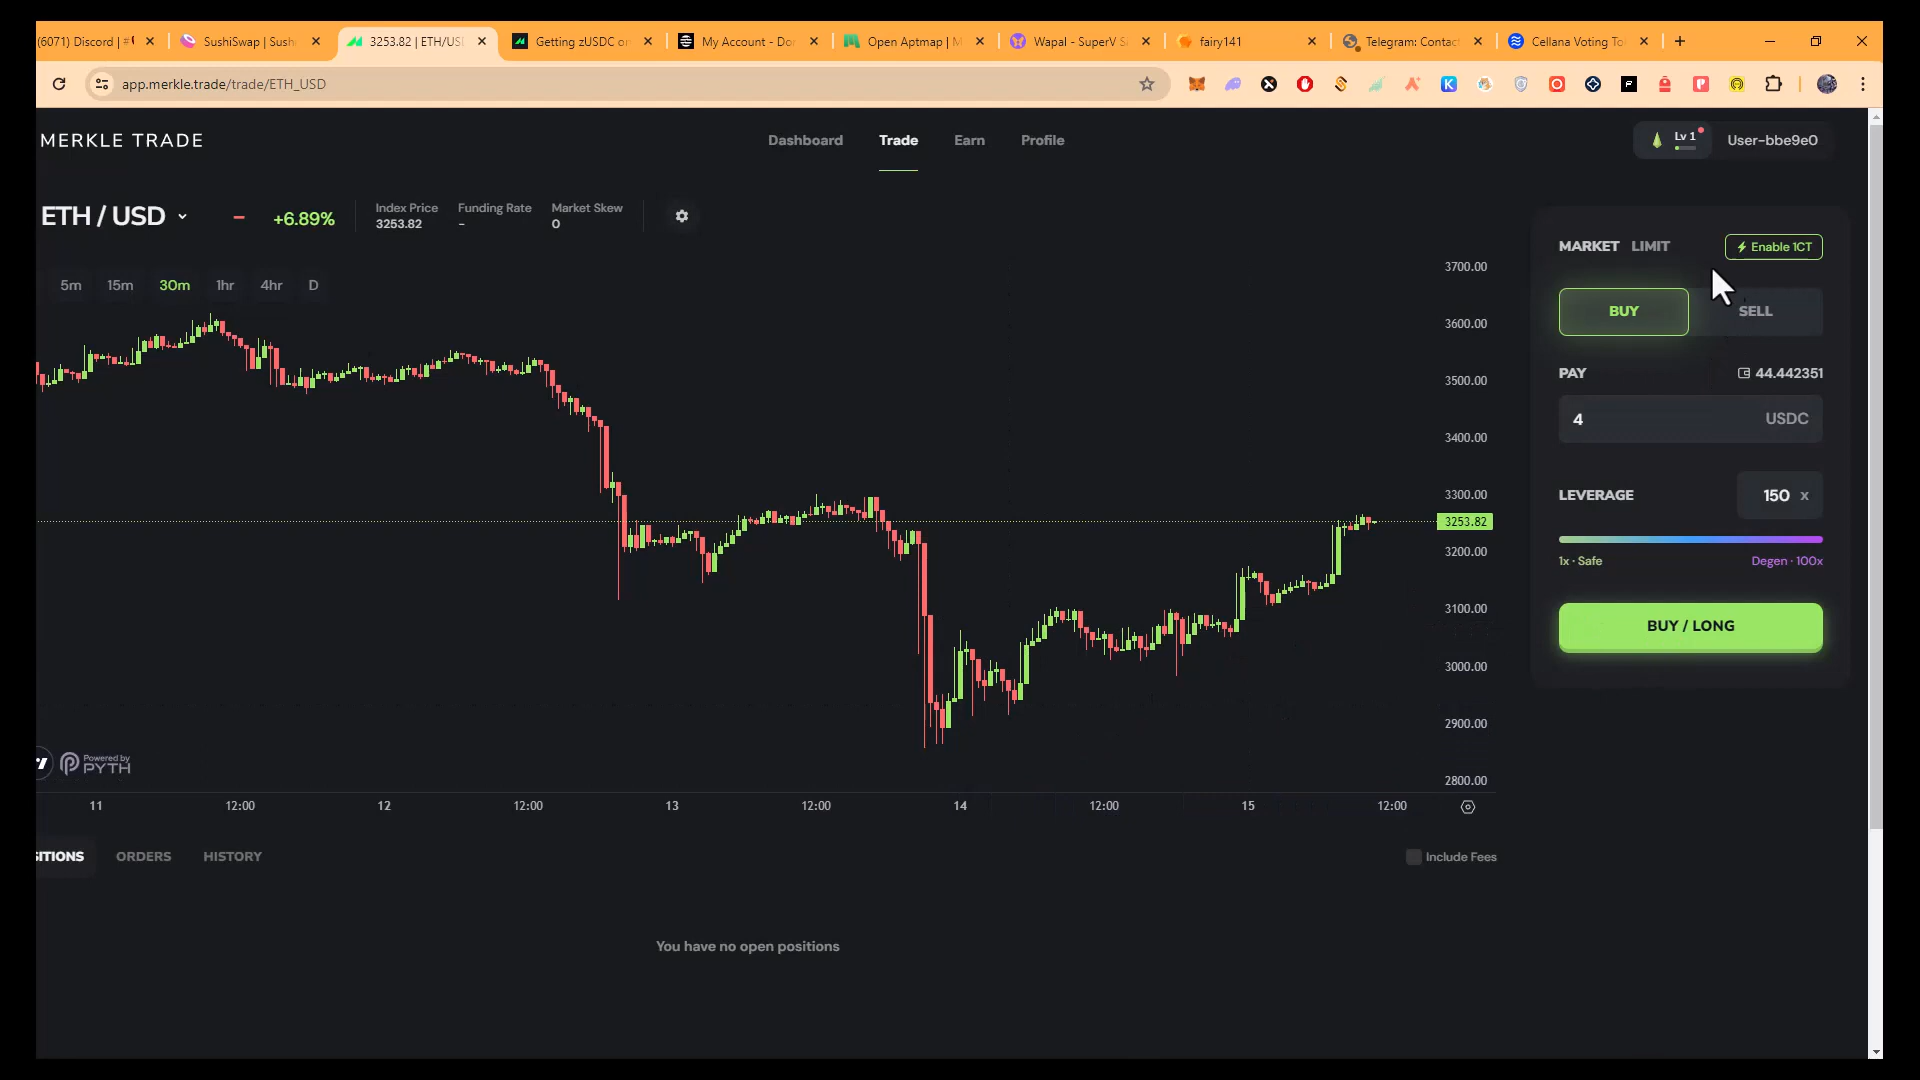 (6071) Discord | #
SushiSwap | Sushi
3253.82 | ETH/USD
Getting zUSDC on
My Account - Do
Open Aptmap | M
Wapal - SuperV S
fairy141
Telegram: Contac
Cellana Voting To
app.merkle.trade/trade/ETH_USD
MERKLE TRADE
Dashboard
Trade
Earn
Profile
Lv 1
User-bbe9e0
ETH / USD
+6.89%
Index Price
3253.82
Funding Rate
-
Market Skew
0
5m
15m
30m
1hr
4hr
D
3700.00
3600.00
3500.00
3400.00
3300.00
3253.82
3200.00
3100.00
3000.00
2900.00
2800.00
Powered by
PYTH
11
12:00
12
12:00
13
12:00
14
12:00
15
12:00
MARKET
LIMIT
Enable 1CT
BUY
SELL
PAY
44.442351
4
USDC
LEVERAGE
150 x
1x · Safe
Degen · 100x
BUY / LONG
SITIONS
ORDERS
HISTORY
Include Fees
You have no open positions